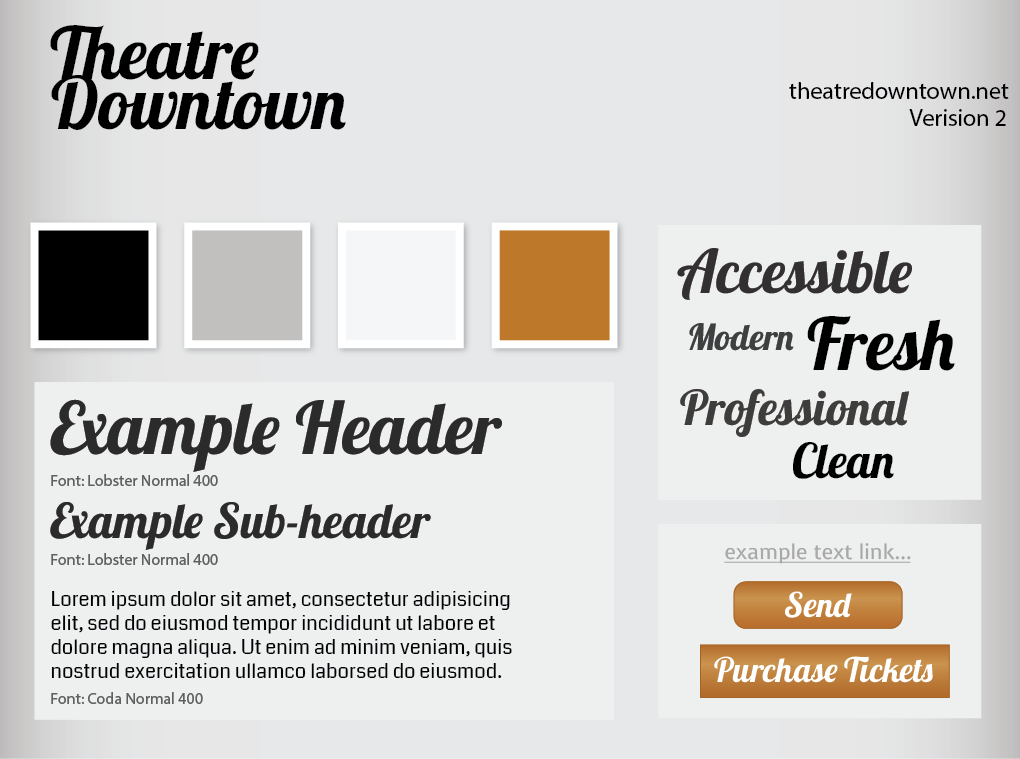 Theatre
Downtown
theatredowntown.net
Verision 2
Accessible
Modern Fresh
Professional
Clean
Example Header
Font: Lobster Normal 400
Example Sub-header
Font: Lobster Normal 400
Lorem ipsum dolor sit amet, consectetur adipisicing
elit, sed do eiusmod tempor incididunt ut labore et
dolore magna aliqua. Ut enim ad minim veniam, quis
nostrud exercitation ullamco laborsed do eiusmod.
Font: Coda Normal 400
example text link...
Send
Purchase Tickets